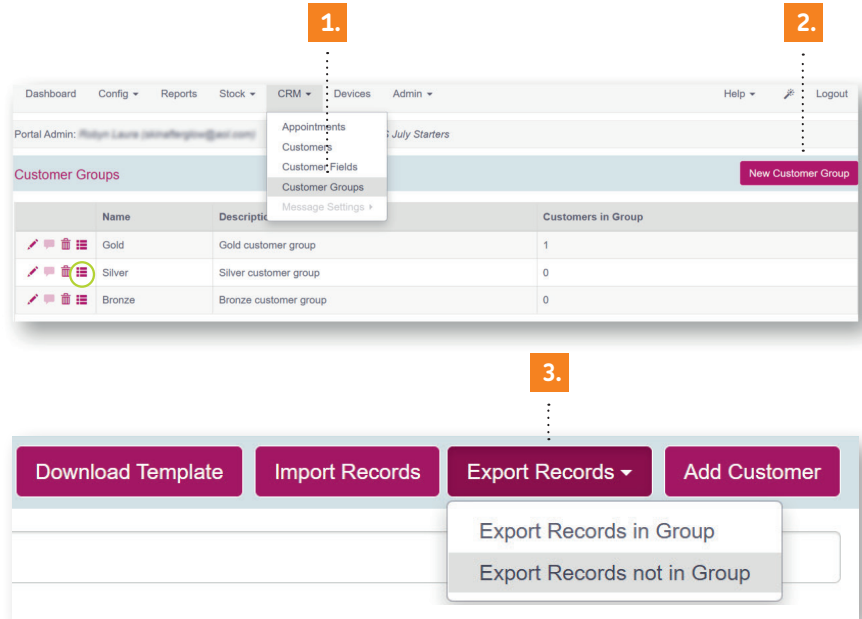 1.
2.
Dashboard Config Reports Stock CRM Devices Admin Help Logout
Portal Admin: July Starters
Appointments
Customers
Customer Fields
Customer Groups
Message Settings
Customer Groups
New Customer Group
Name Customers in Group
Gold Gold customer group 1
Silver Silver customer group 0
Bronze Bronze customer group 0
3.
Download Template Import Records Export Records Add Customer
Export Records in Group
Export Records not in Group